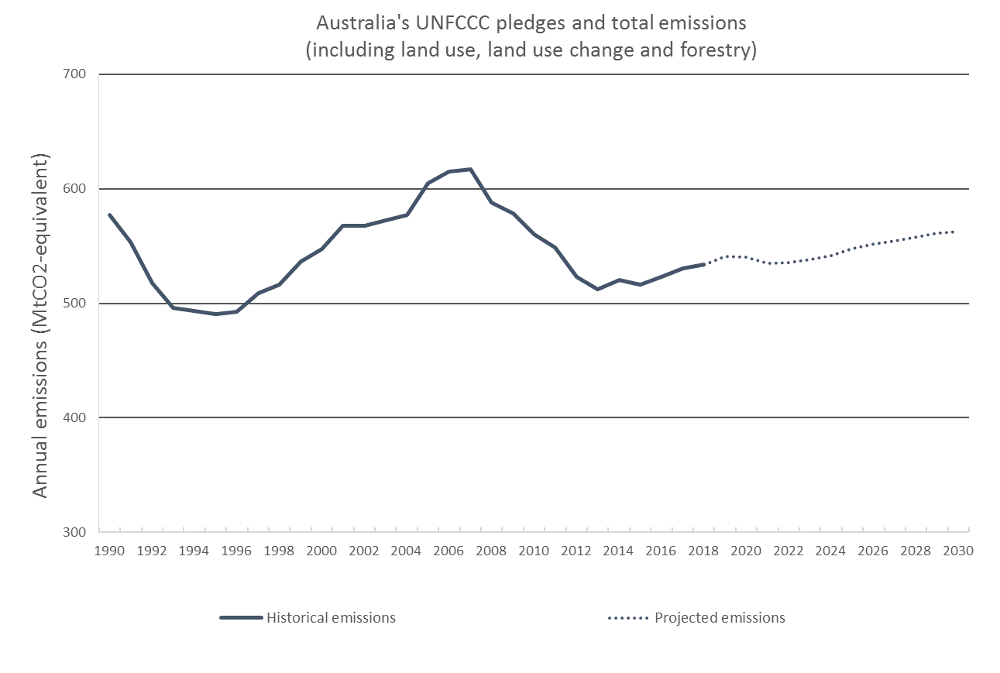 Australia's UNFCCC pledges and total emissions
(including land use, land use change and forestry)
Annual emissions (MtCO2-equivalent)
700
600
500
400
300
1990 1992 1994 1996 1998 2000 2002 2004 2006 2008 2010 2012 2014 2016 2018 2020 2022 2024 2026 2028 2030
Historical emissions
Projected emissions